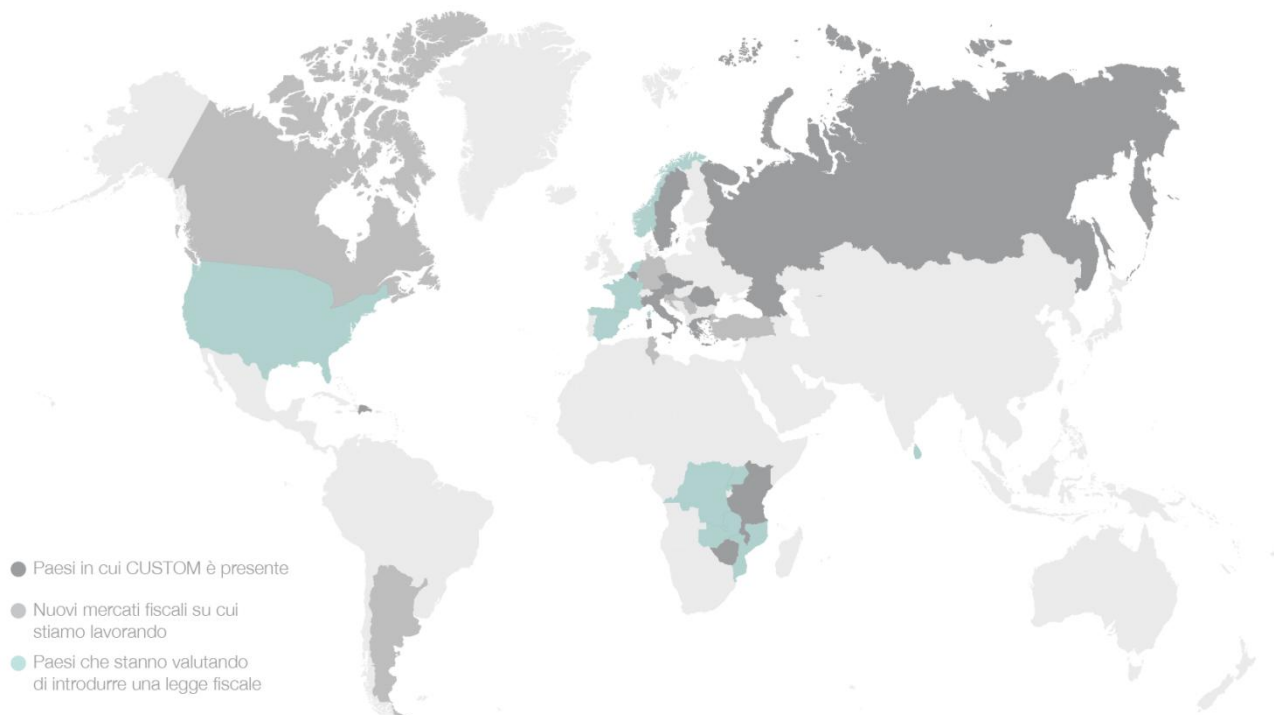 Paesi in cui CUSTOM è presente
Nuovi mercati fiscali su cui
stiamo lavorando
Paesi che stanno valutando
di introdurre una legge fiscale